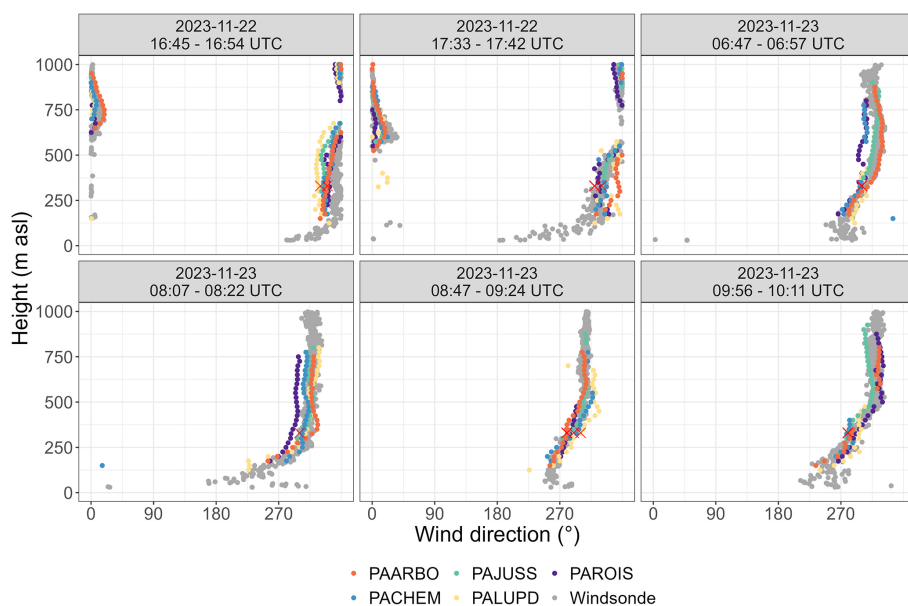 2023-11-22
16:45 - 16:54 UTC
2023-11-22
17:33 - 17:42 UTC
2023-11-23
06:47 - 06:57 UTC
1000
750
500
250
0
2023-11-23
08:07 - 08:22 UTC
2023-11-23
08:47 - 09:24 UTC
2023-11-23
09:56 - 10:11 UTC
1000
750
500
250
0
Height (m asl)
0 90 180 270
0 90 180 270
0 90 180 270
Wind direction (°)
PAARBO PAJUSS PAROIS
PACHEM PALUPD Windsonde